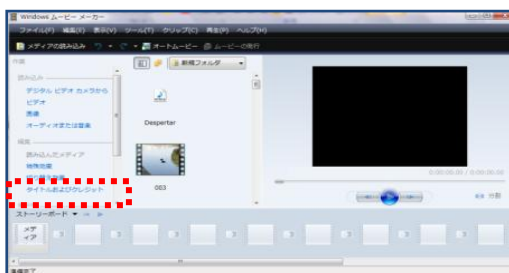 Windows ムービー メーカー
ファイル(F) 編集(E) 表示(V) ツール(T) クリップ(C) 再生(P) ヘルプ(H)
メディアの読み込み オートムービー ムービーの発行
作業
読み込み
デジタル ビデオ カメラから
ビデオ
画像
オーディオまたは音楽
編集
読み込んだメディア
特殊効果
切り替え効果
タイトルおよびクレジット
新規フォルダ
Despertar
003
0:00:00.00 / 0:00:00.00
分割
ストーリーボード
メディア
準備完了